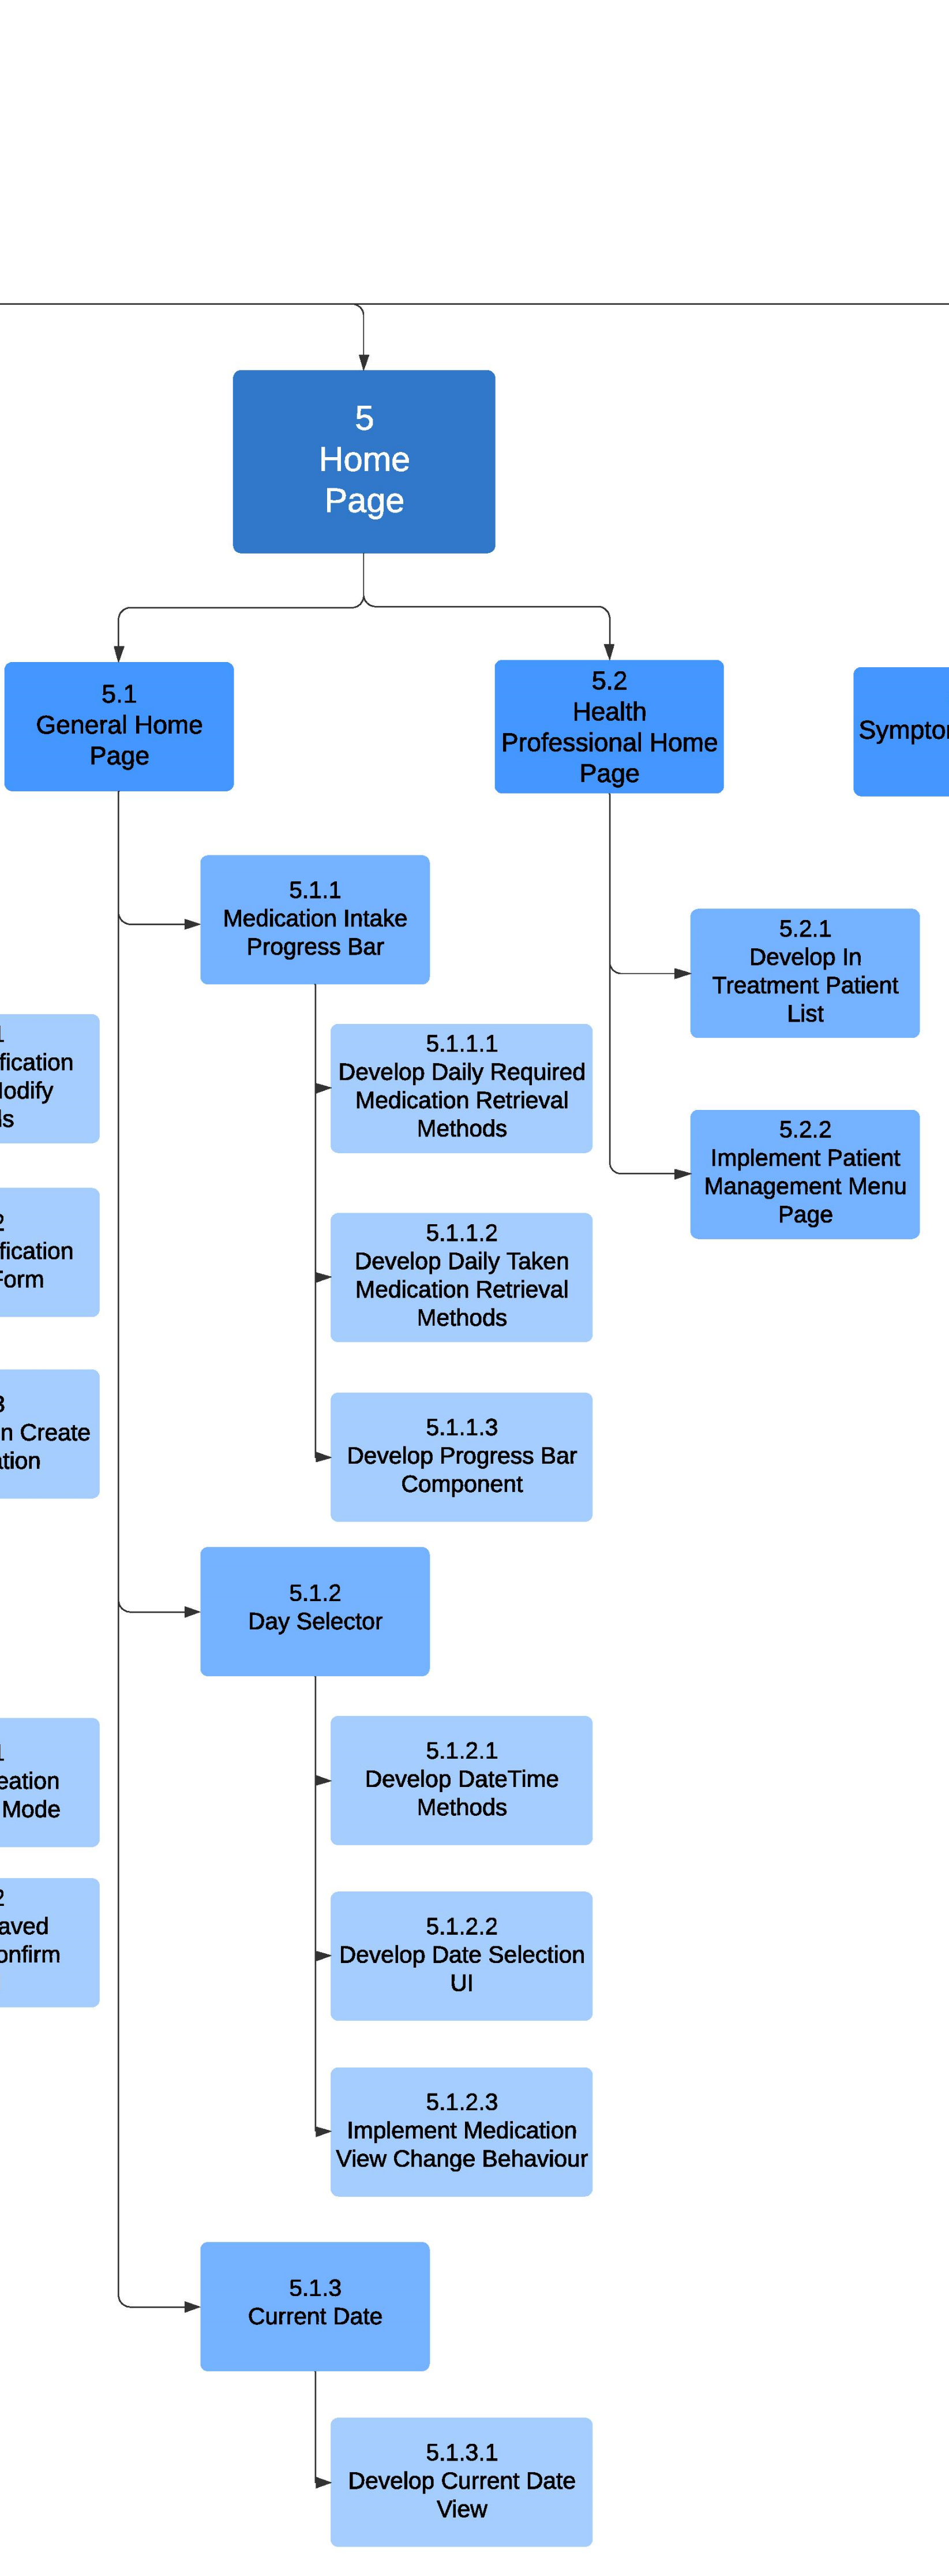 5
Home
Page
5.1
General Home
Page
5.2
Health
Professional Home
Page
5.1.1
Medication Intake
Progress Bar
5.2.1
Develop In
Treatment Patient
List
5.1.1.1
Develop Daily Required
Medication Retrieval
Methods
5.2.2
Implement Patient
Management Menu
Page
5.1.1.2
Develop Daily Taken
Medication Retrieval
Methods
5.1.1.3
Develop Progress Bar
Component
n Create
5.1.2
Day Selector
5.1.2.1
Develop DateTime
Methods
Mode
5.1.2.2
Develop Date Selection
UI
5.1.2.3
Implement Medication
View Change Behaviour
5.1.3
Current Date
5.1.3.1
Develop Current Date
View